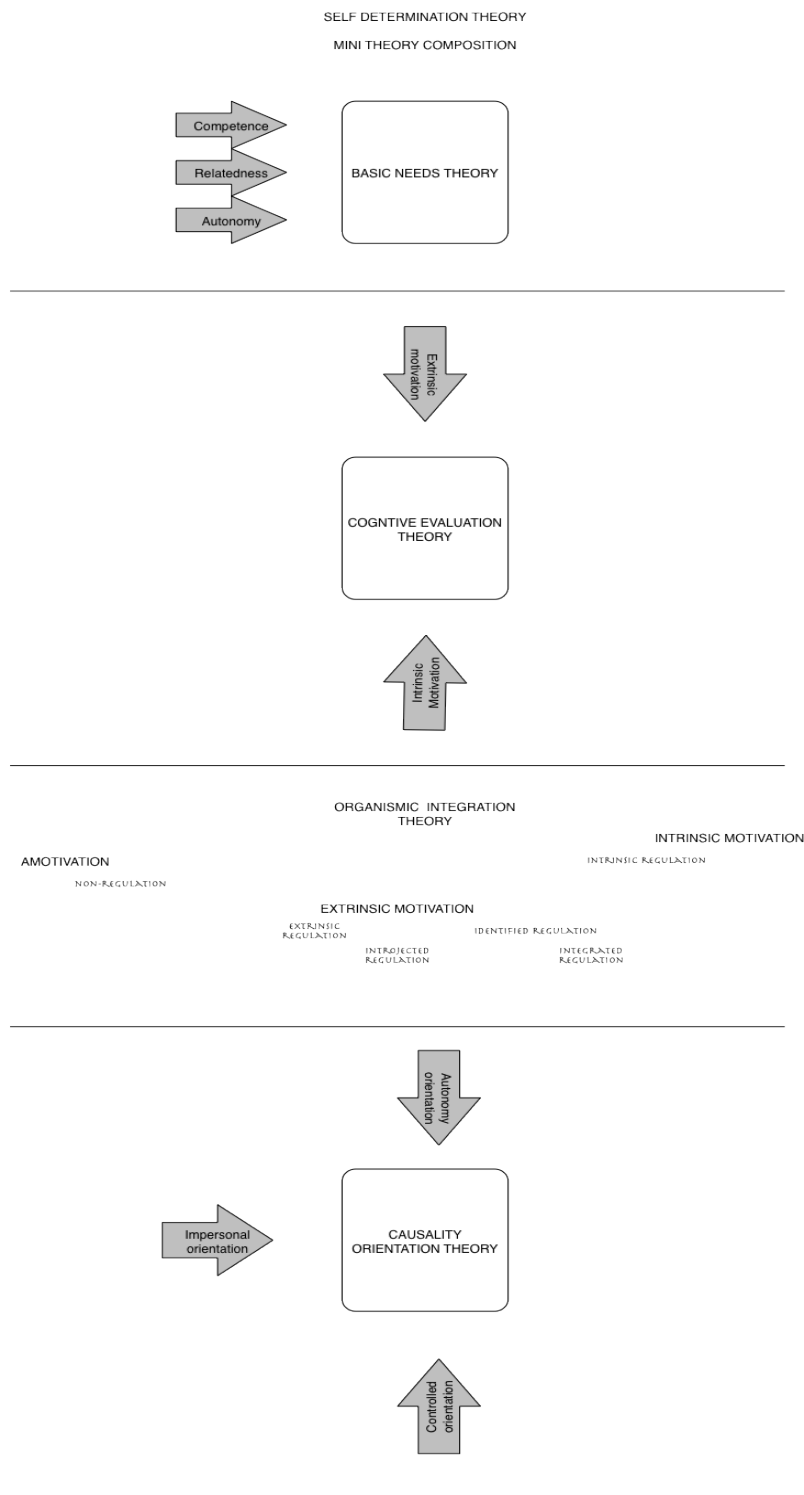 SELF DETERMINATION THEORY
MINI THEORY COMPOSITION
Competence
Relatedness
Autonomy
BASIC NEEDS THEORY
Extrinsic
motivation
COGNTIVE EVALUATION
THEORY
Intrinsic
Motivation
ORGANISMIC INTEGRATION
THEORY
INTRINSIC MOTIVATION
AMOTIVATION
INTRINSIC REGULATION
NON-REGULATION
EXTRINSIC MOTIVATION
EXTRINSIC
REGULATION
IDENTIFIED REGULATION
INTROJECTED
REGULATION
INTEGRATED
REGULATION
Autonomy
orientation
Impersonal
orientation
CAUSALITY
ORIENTATION THEORY
Controlled
orientation